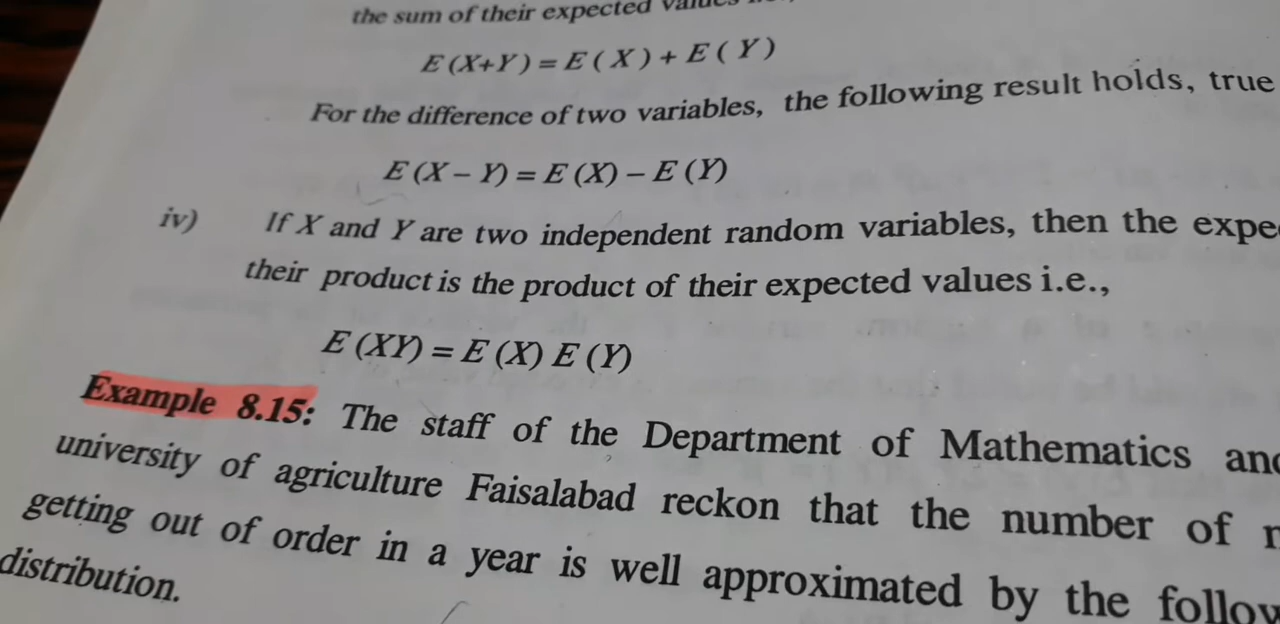 the sum of their expected
E (X+Y) = E ( X ) + E ( Y )
For the difference of two variables, the following result holds, true
E (X – Y) = E (X) – E (Y)
iv) If X and Y are two independent random variables, then the expe
their product is the product of their expected values i.e.,
E (XY) = E (X) E (Y)
Example 8.15: The staff of the Department of Mathematics and
university of agriculture Faisalabad reckon that the number of
getting out of order in a year is well approximated by the follow
distribution.